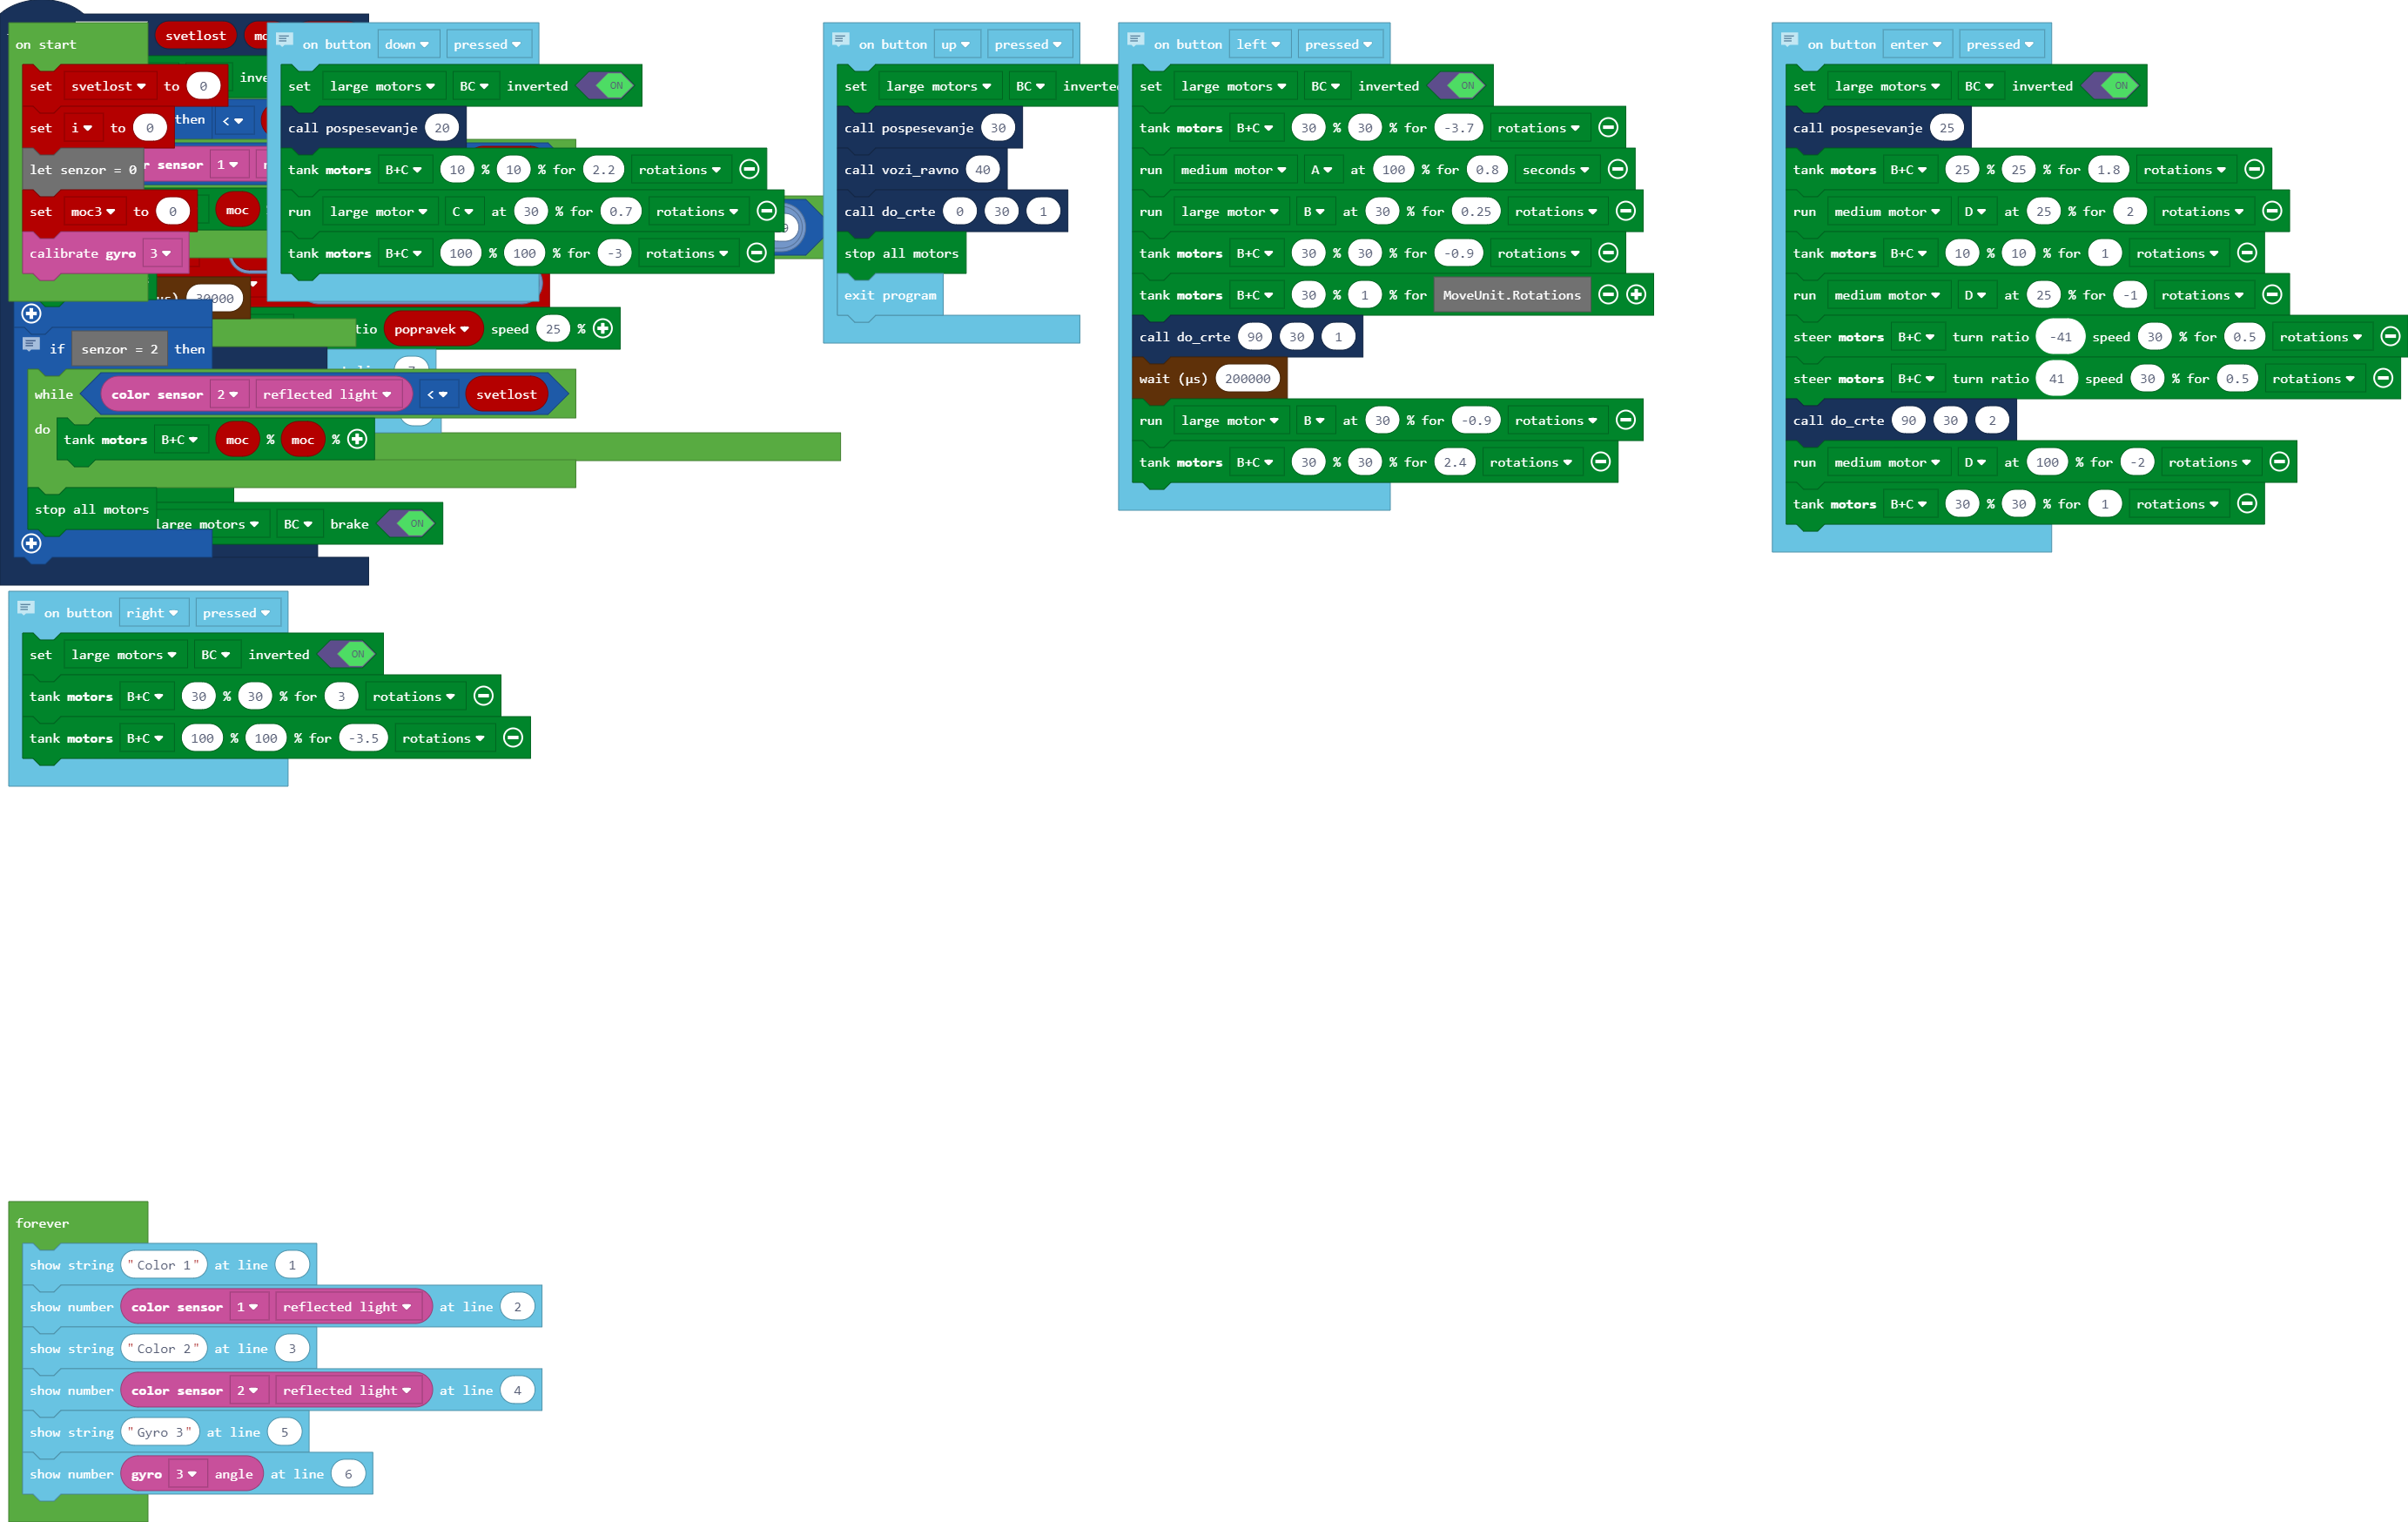 on start
set svetlost to 0
set i to 0
let senzor = 0
set moc3 to 0
calibrate gyro 3
svetlost
then <
sensor 1
moc
30000
ratio popravek speed 25 %
if senzor = 2 then
while color sensor 2 reflected light < svetlost
do tank motors B+C moc % moc %
stop all motors
large motors BC brake ON
on button down pressed
set large motors BC inverted ON
call pospesevanje 20
tank motors B+C 10 % 10 % for 2.2 rotations
run large motor C at 30 % for 0.7 rotations
tank motors B+C 100 % 100 % for -3 rotations
on button up pressed
set large motors BC inverted
call pospesevanje 30
call vozi_ravno 40
call do_crte 0 30 1
stop all motors
exit program
on button left pressed
set large motors BC inverted ON
tank motors B+C 30 % 30 % for -3.7 rotations
run medium motor A at 100 % for 0.8 seconds
run large motor B at 30 % for 0.25 rotations
tank motors B+C 30 % 30 % for -0.9 rotations
tank motors B+C 30 % 1 % for MoveUnit.Rotations
call do_crte 90 30 1
wait (µs) 200000
run large motor B at 30 % for -0.9 rotations
tank motors B+C 30 % 30 % for 2.4 rotations
on button enter pressed
set large motors BC inverted ON
call pospesevanje 25
tank motors B+C 25 % 25 % for 1.8 rotations
run medium motor D at 25 % for 2 rotations
tank motors B+C 10 % 10 % for 1 rotations
run medium motor D at 25 % for -1 rotations
steer motors B+C turn ratio -41 speed 30 % for 0.5 rotations
steer motors B+C turn ratio 41 speed 30 % for 0.5 rotations
call do_crte 90 30 2
run medium motor D at 100 % for -2 rotations
tank motors B+C 30 % 30 % for 1 rotations
on button right pressed
set large motors BC inverted ON
tank motors B+C 30 % 30 % for 3 rotations
tank motors B+C 100 % 100 % for -3.5 rotations
forever
show string "Color 1" at line 1
show number color sensor 1 reflected light at line 2
show string "Color 2" at line 3
show number color sensor 2 reflected light at line 4
show string "Gyro 3" at line 5
show number gyro 3 angle at line 6